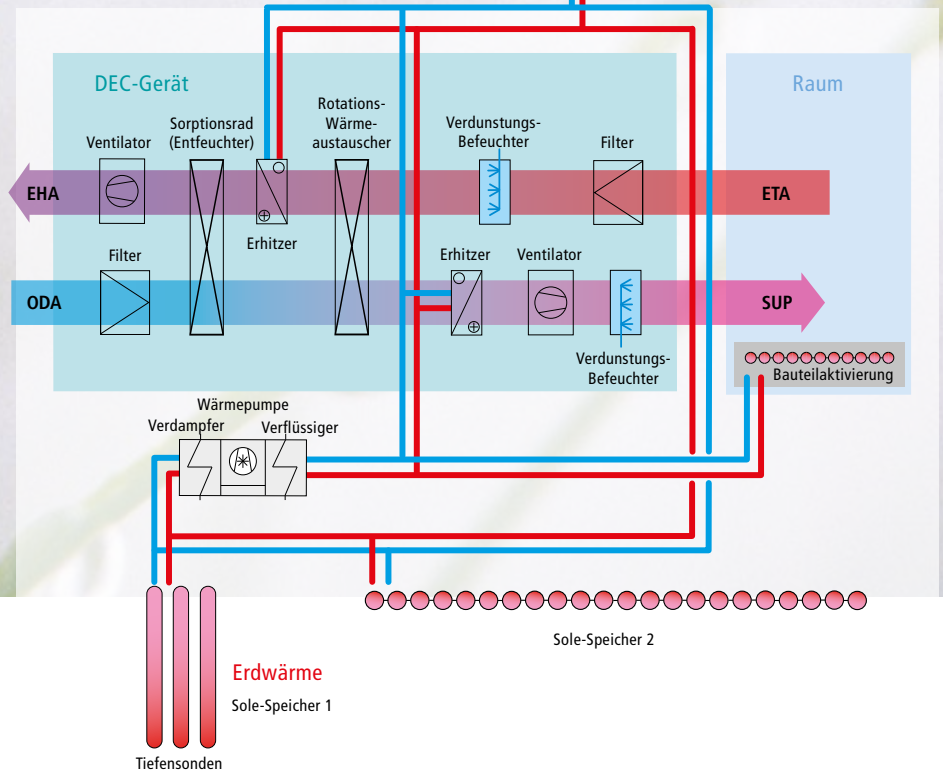 DEC-Gerät
Raum
Ventilator
Sorptionsrad
(Entfeuchter)
Rotations-
Wärme-
austauscher
Verdunstungs-
Befeuchter
Filter
EHA
ETA
Erhitzer
Filter
Erhitzer
Ventilator
ODA
SUP
Verdunstungs-
Befeuchter
Bauteilaktivierung
Wärmepumpe
Verdampfer
Verflüssiger
Sole-Speicher 2
Erdwärme
Sole-Speicher 1
Tiefensonden